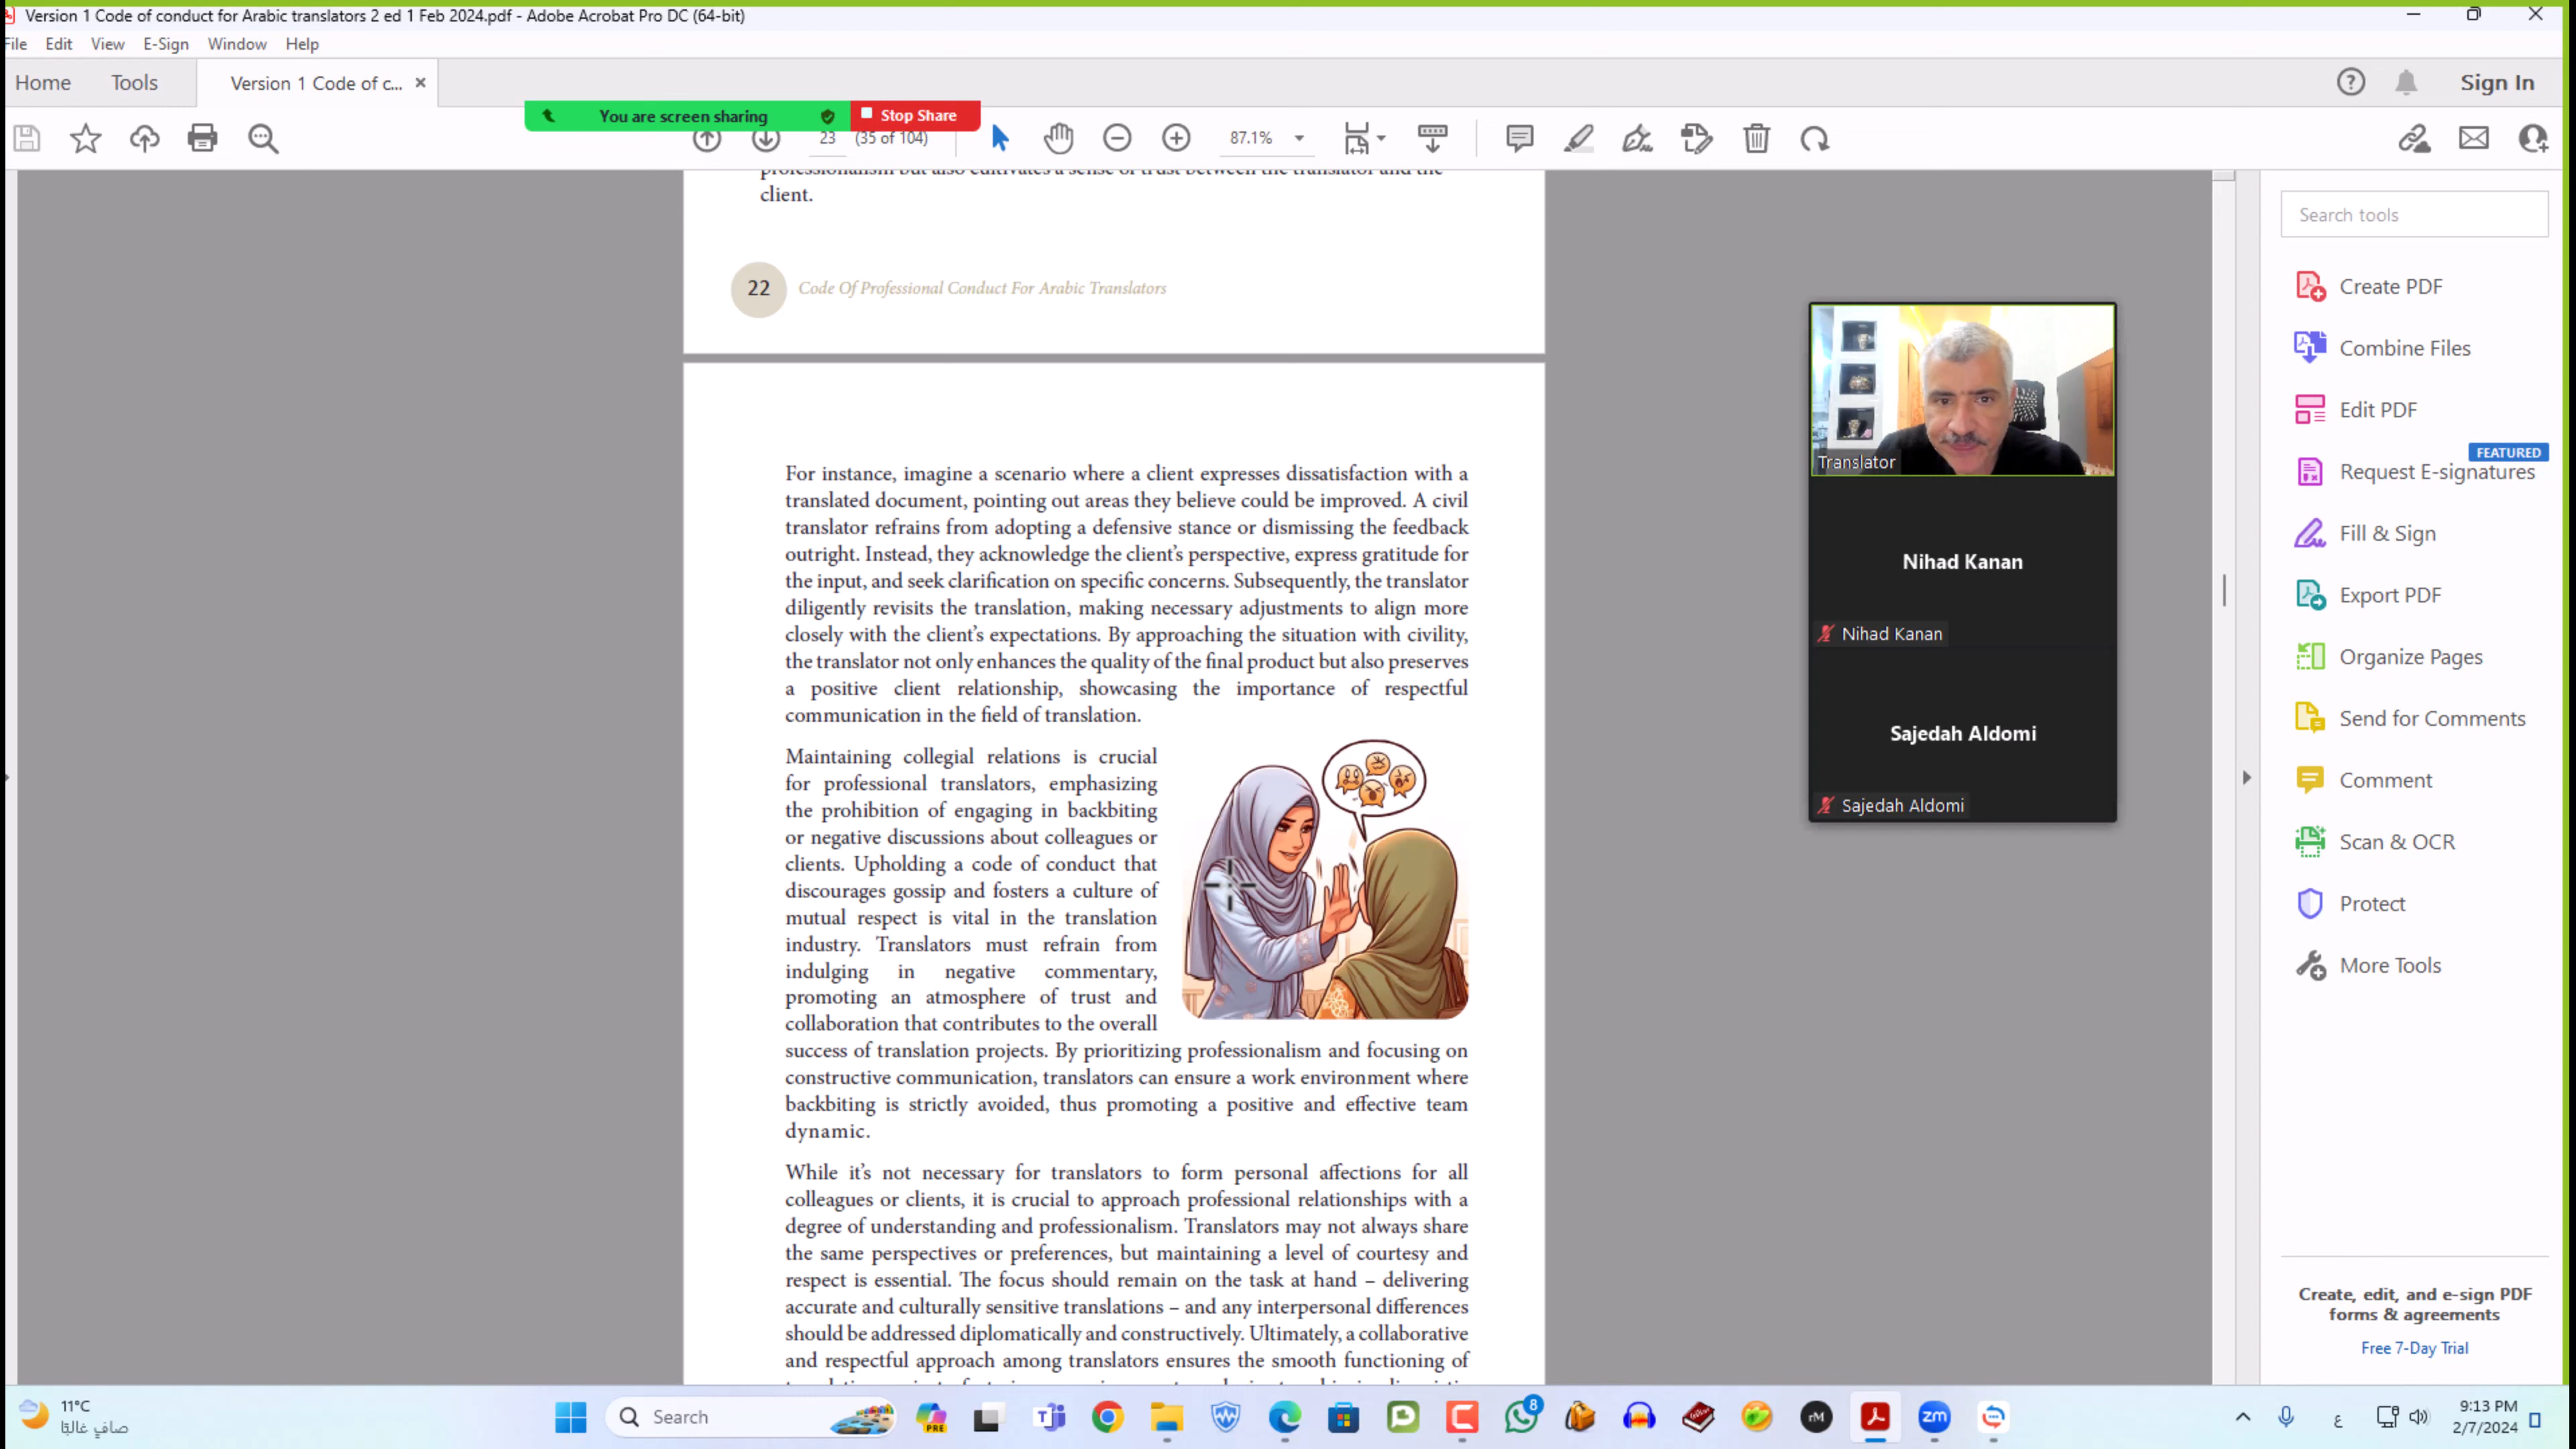 Version 1 Code of conduct for Arabic translators 2 ed 1 Feb 2024.pdf - Adobe Acrobat Pro DC (64-bit)
File Edit View E-Sign Window Help
Home Tools Version 1 Code of c... × Sign In
You are screen sharing Stop Share
23 (35 of 104) 87.1%
professionalism but also cultivates a sense of trust between the translator and the
client.
22 Code Of Professional Conduct For Arabic Translators
For instance, imagine a scenario where a client expresses dissatisfaction with a
translated document, pointing out areas they believe could be improved. A civil
translator refrains from adopting a defensive stance or dismissing the feedback
outright. Instead, they acknowledge the client's perspective, express gratitude for
the input, and seek clarification on specific concerns. Subsequently, the translator
diligently revisits the translation, making necessary adjustments to align more
closely with the client's expectations. By approaching the situation with civility,
the translator not only enhances the quality of the final product but also preserves
a positive client relationship, showcasing the importance of respectful
communication in the field of translation.
Maintaining collegial relations is crucial
for professional translators, emphasizing
the prohibition of engaging in backbiting
or negative discussions about colleagues or
clients. Upholding a code of conduct that
discourages gossip and fosters a culture of
mutual respect is vital in the translation
industry. Translators must refrain from
indulging in negative commentary,
promoting an atmosphere of trust and
collaboration that contributes to the overall
success of translation projects. By prioritizing professionalism and focusing on
constructive communication, translators can ensure a work environment where
backbiting is strictly avoided, thus promoting a positive and effective team
dynamic.
While it's not necessary for translators to form personal affections for all
colleagues or clients, it is crucial to approach professional relationships with a
degree of understanding and professionalism. Translators may not always share
the same perspectives or preferences, but maintaining a level of courtesy and
respect is essential. The focus should remain on the task at hand – delivering
accurate and culturally sensitive translations – and any interpersonal differences
should be addressed diplomatically and constructively. Ultimately, a collaborative
and respectful approach among translators ensures the smooth functioning of
Translator
Nihad Kanan
Nihad Kanan
Sajedah Aldomi
Sajedah Aldomi
Search tools
Create PDF
Combine Files
Edit PDF
FEATURED
Request E-signatures
Fill & Sign
Export PDF
Organize Pages
Send for Comments
Comment
Scan & OCR
Protect
More Tools
Create, edit, and e-sign PDF
forms & agreements
Free 7-Day Trial
11°C
صافٍ غالبًا
Search
PRE
8
rM
zm
ع
9:13 PM
2/7/2024